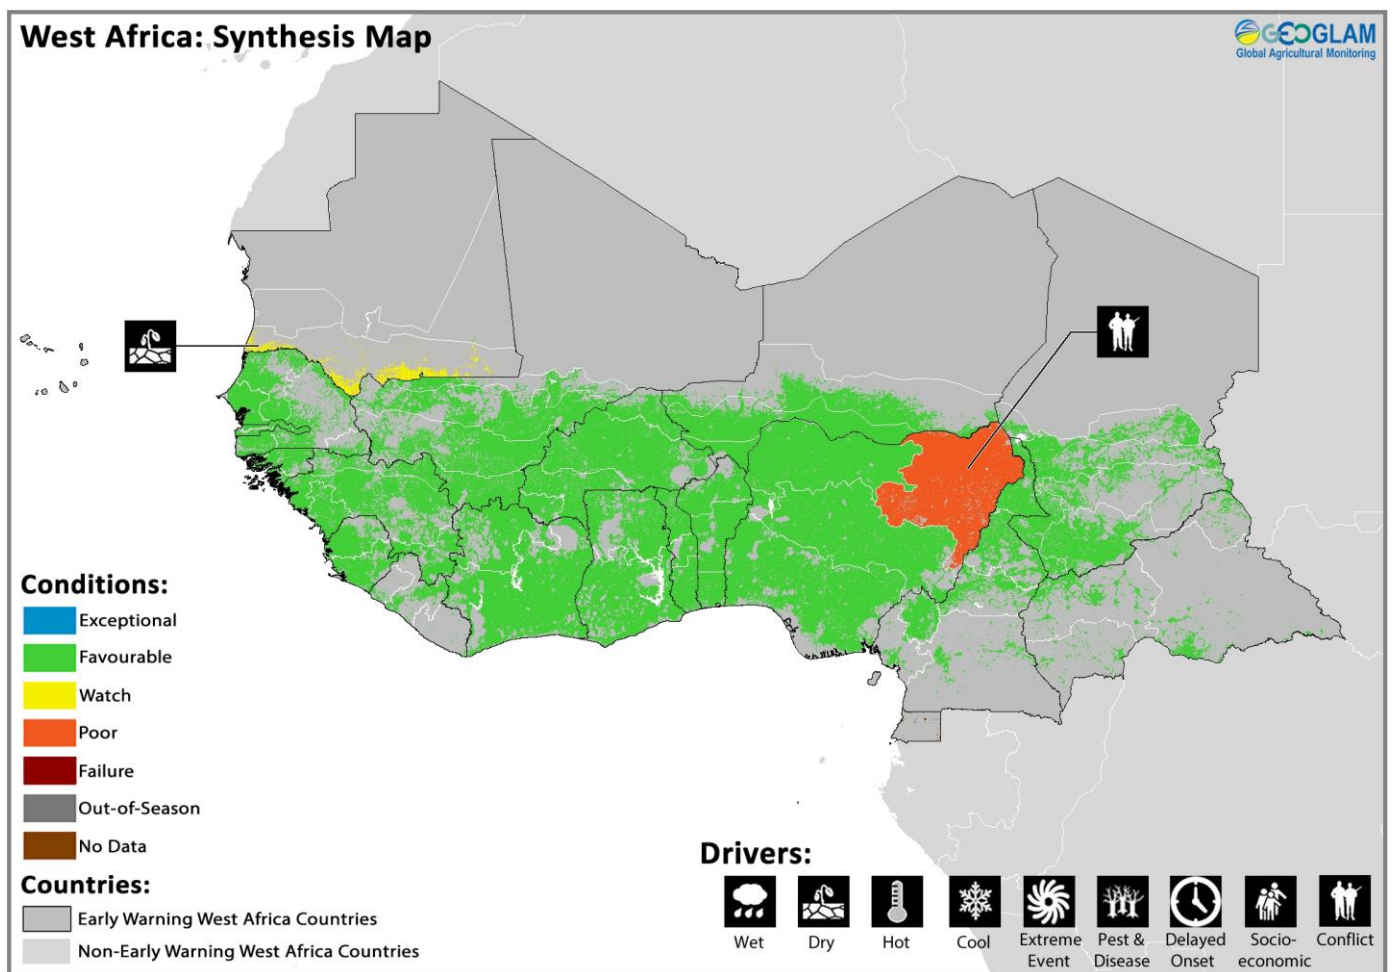 West Africa: Synthesis Map
GEOGLAM
Global Agricultural Monitoring
Conditions:
Exceptional
Favourable
Watch
Poor
Failure
Out-of-Season
No Data
Countries:
Early Warning West Africa Countries
Non-Early Warning West Africa Countries
Drivers:
Wet
Dry
Hot
Cool
Extreme
Event
Pest &
Disease
Delayed
Onset
Socio-
economic
Conflict